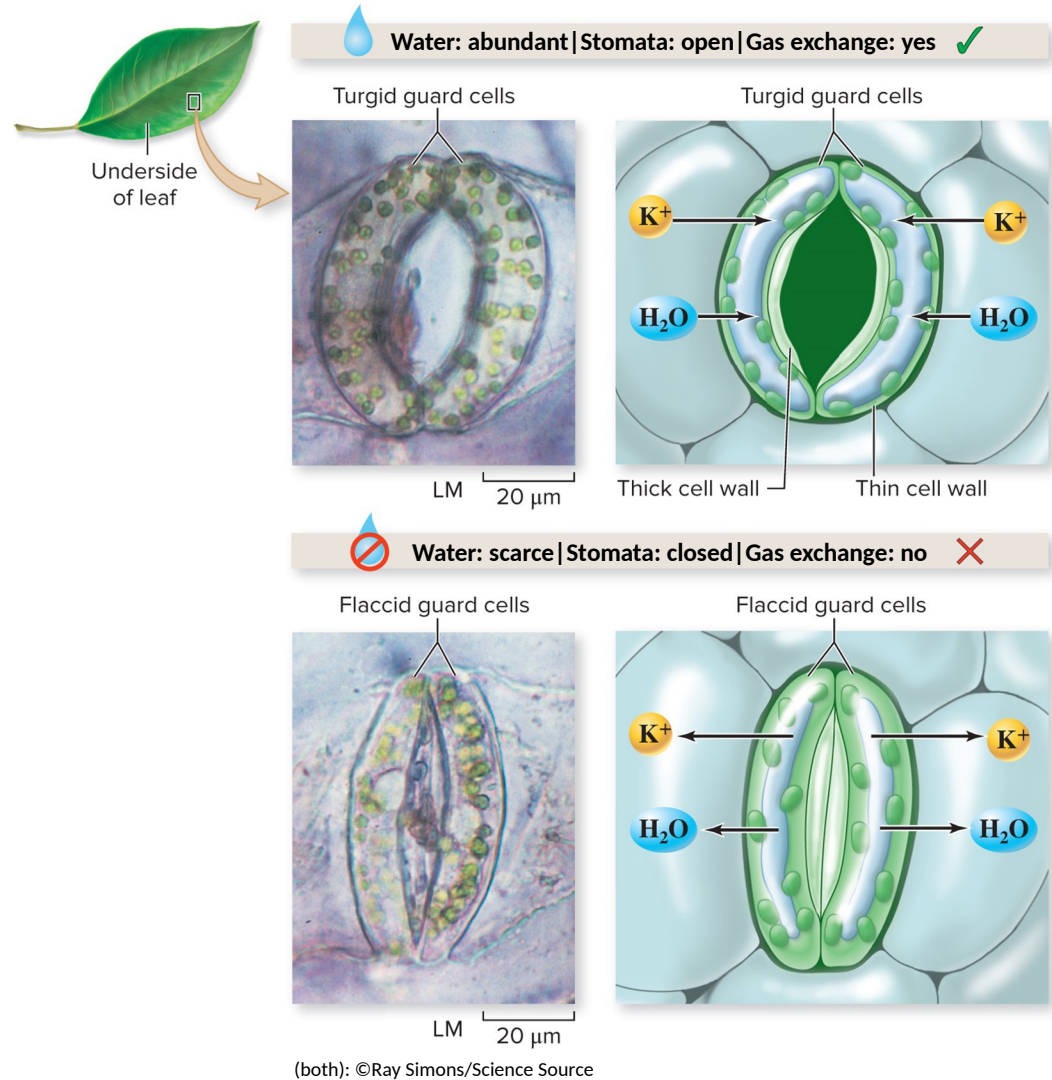 Water: abundant|Stomata: open|Gas exchange: yes
Turgid guard cells
Turgid guard cells
Underside
of leaf
K+
K+
H₂O
H₂O
LM
20 μm
Thick cell wall
Thin cell wall
Water: scarce|Stomata: closed|Gas exchange: no
Flaccid guard cells
Flaccid guard cells
K+
K+
H₂O
H₂O
LM
20 μm
(both): ©Ray Simons/Science Source